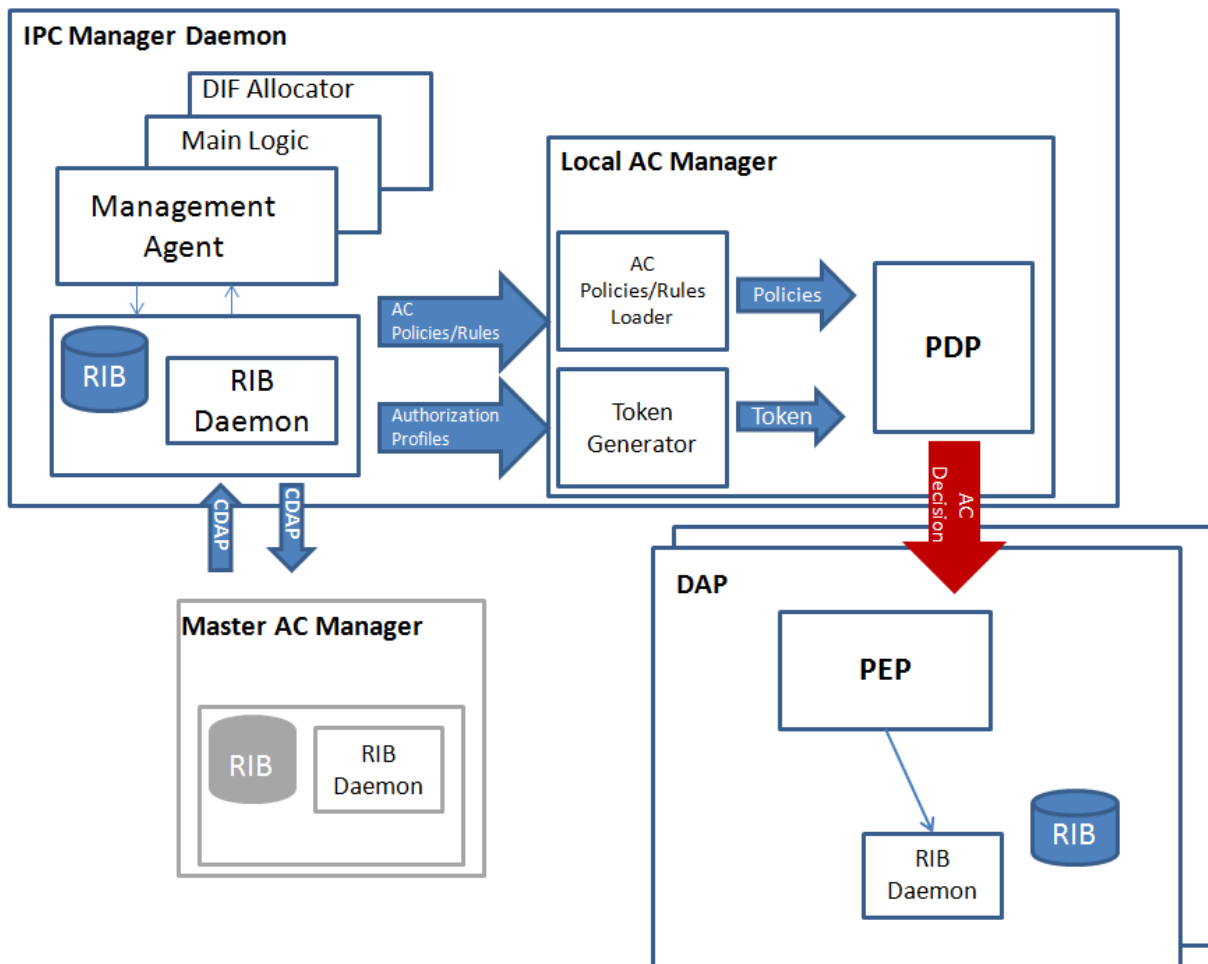 IPC Manager Daemon
DIF Allocator
Main Logic
Management
Agent
RIB
RIB
Daemon
AC
Policies/Rules
Authorization
Profiles
Local AC Manager
AC
Policies/Rules
Loader
Policies
Token
Generator
Token
PDP
CDAP
CDAP
AC
Decision
Master AC Manager
RIB
RIB
Daemon
DAP
PEP
RIB
Daemon
RIB